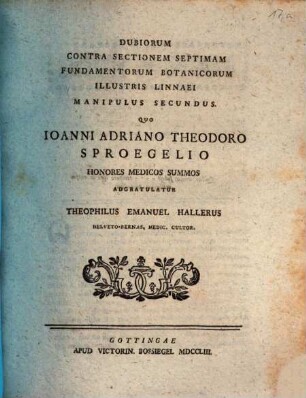 DUBIORUM
CONTRA SECTIONEM SEPTIMAM
FUNDAMENTORUM BOTANICORUM
ILLUSTRIS LINNAEI
MANIPULUS SECUNDUS.
QUO
IOANNI ADRIANO THEODORO
SPROEGELIO
HONORES MEDICOS SUMMOS
ADGRATULATUR
THEOPHILUS EMANUEL HALLERUS
HELVETO-BERNAS, MEDIC. CULTOR.
GOTTINGAE
APUD VICTORIN. BOSSIEGEL MDCCLIII.